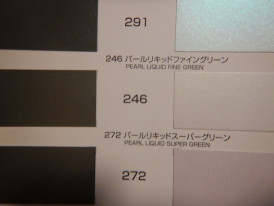 291
246 パールリキッドファイングリーン
PEARL LIQUID FINE GREEN
246
272 パールリキッドスーパーグリーン
PEARL LIQUID SUPER GREEN
272